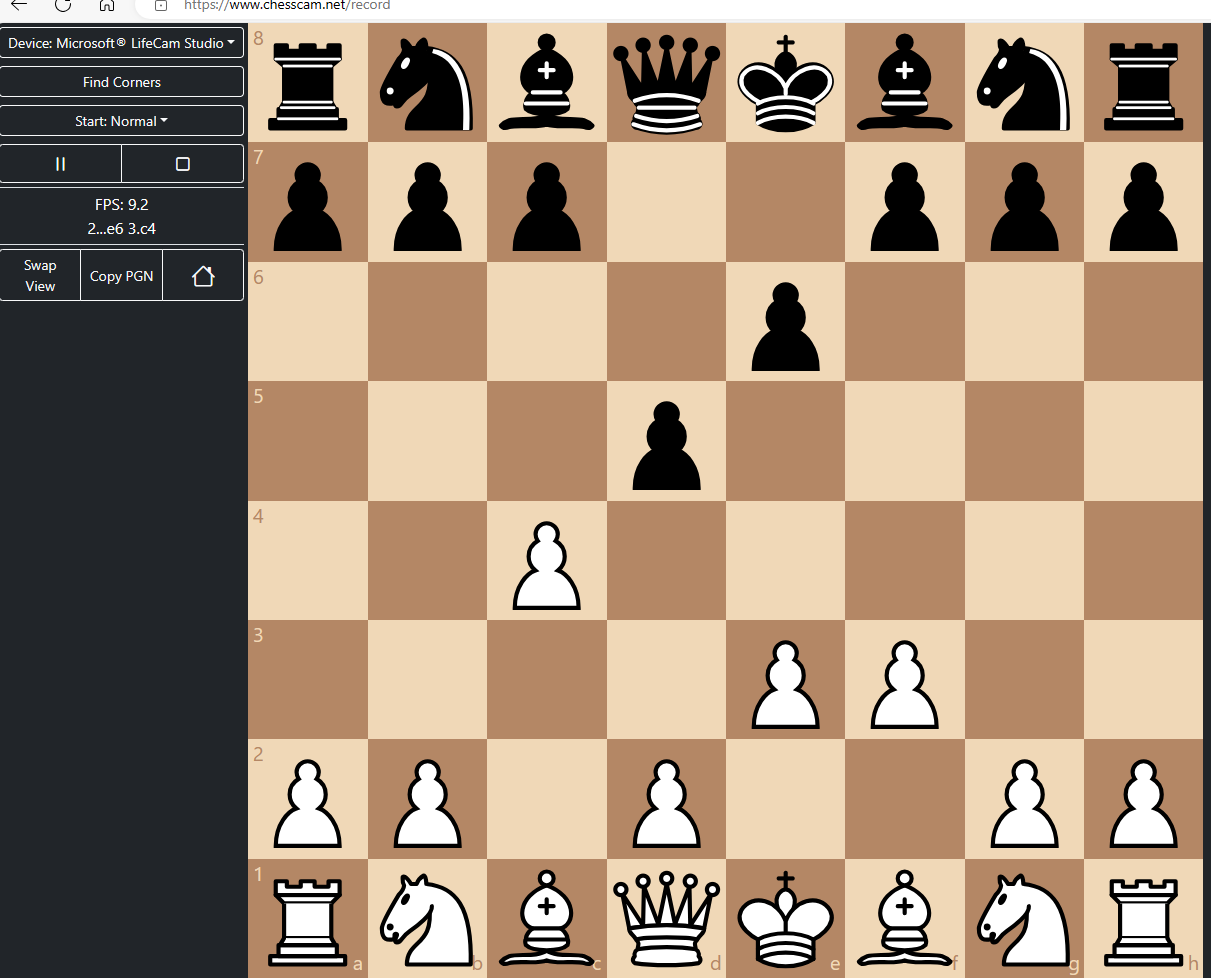 https://www.chesscam.net/record
Device: Microsoft® LifeCam Studio
Find Corners
Start: Normal
FPS: 9.2
2...e6 3.c4
Swap
View
Copy PGN
8
7
6
5
4
3
2
1
a b c d e f g h